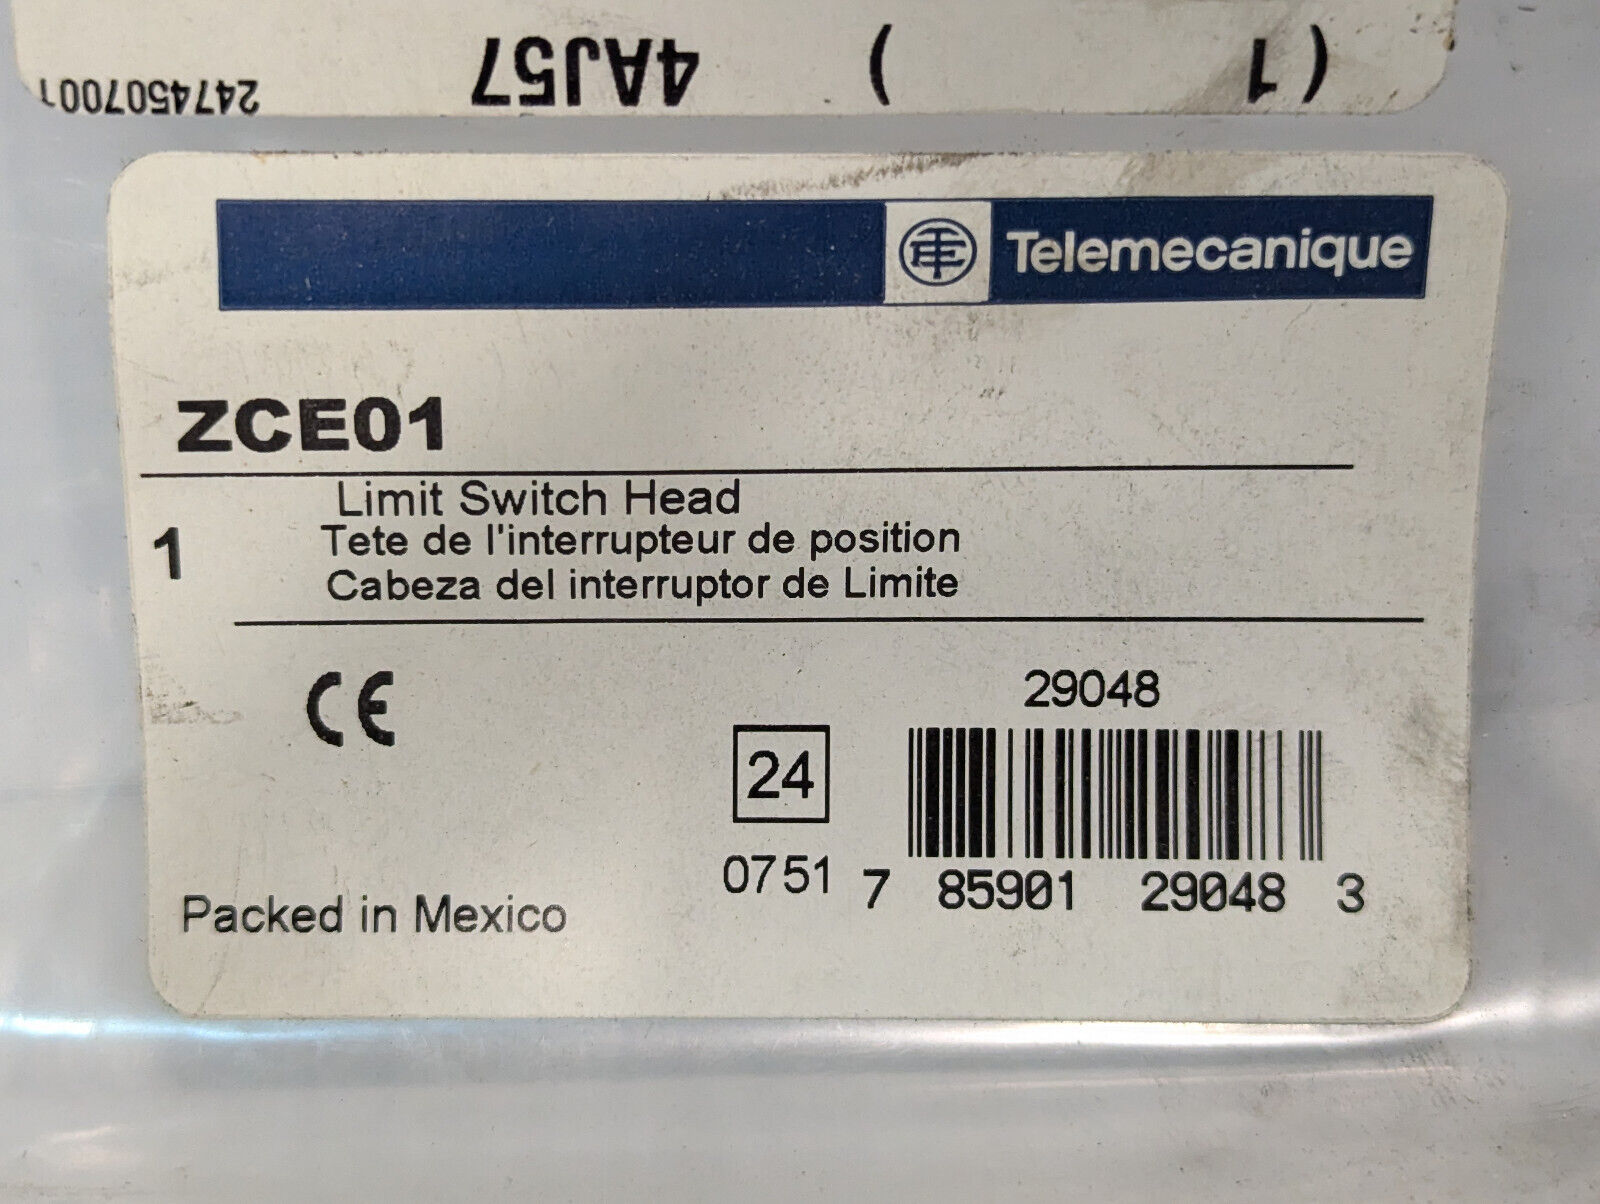 2474507001 4AJ57 ( ) (1
Telemecanique
ZCE01
1
Limit Switch Head
Tete de l'interrupteur de position
Cabeza del interruptor de Limite
CE
29048
24
0751
7 85901 29048 3
Packed in Mexico